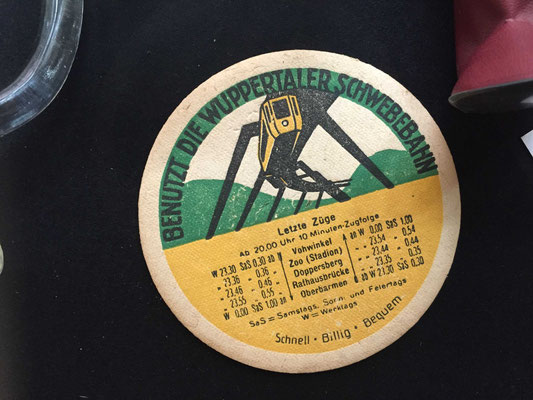 BENUTZT DIE WUPPERTALER SCHWEBEBAHN
Letzte Züge
Ab 20,00 Uhr 10 Minuten-Zugfolge
W 23.30 SaS 0.30 ab Vohwinkel an W 0.00 SaS 1.00
- 23.36 - 0.36 - Zoo (Stadion) - 23.54 - 0.54
- 23.46 - 0.46 - Döppersberg - 23.44 - 0.44
- 23.55 - 0.55 - Rathausbrücke - 23.35 - 0.35
W 0.00 SaS 1.00 an Oberbarmen ab W 21.30 SaS 0.30
SaS = Samstags, Sonn. und Feiertage
W = Werktags
Schnell · Billig · Bequem